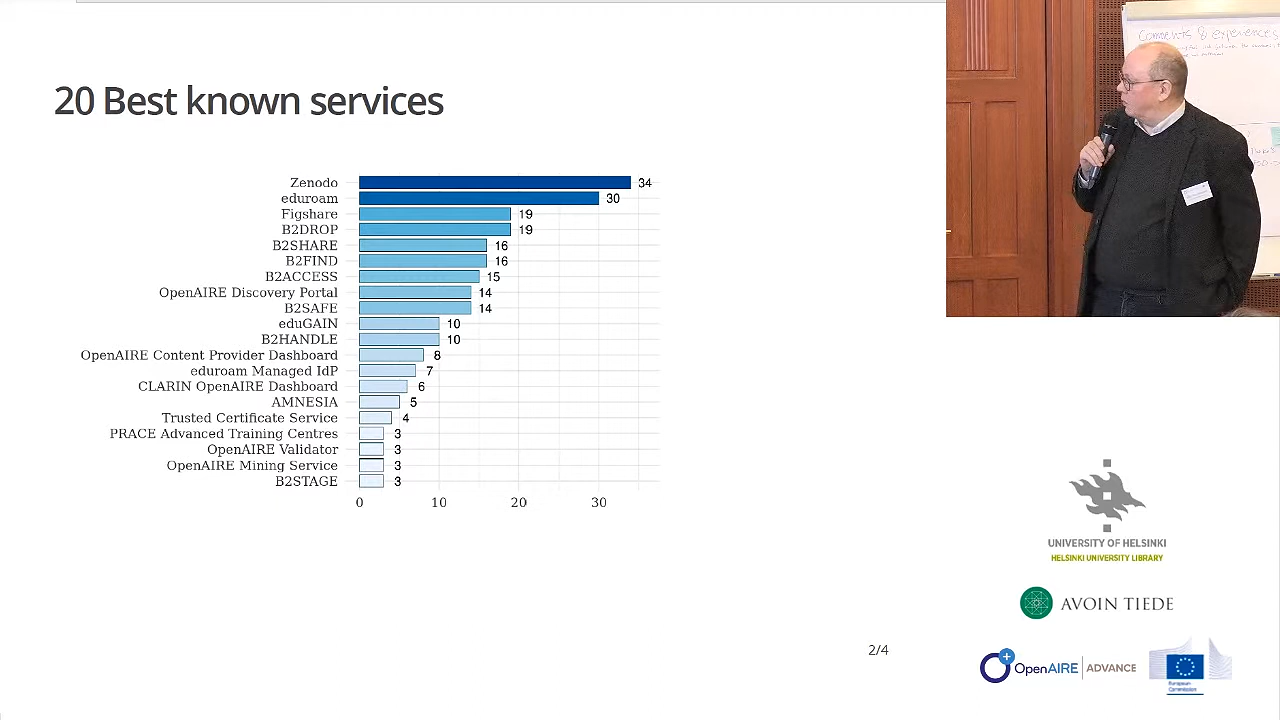 20 Best known services
Zenodo 34
eduroam 30
Figshare 19
B2DROP 19
B2SHARE 16
B2FIND 16
B2ACCESS 15
OpenAIRE Discovery Portal 14
B2SAFE 14
eduGAIN 10
B2HANDLE 10
OpenAIRE Content Provider Dashboard 8
eduroam Managed IdP 7
CLARIN OpenAIRE Dashboard 6
AMNESIA 5
Trusted Certificate Service 4
PRACE Advanced Training Centres 3
OpenAIRE Validator 3
OpenAIRE Mining Service 3
B2STAGE 3
0 10 20 30
comments & experiences
UNIVERSITY OF HELSINKI
HELSINKI UNIVERSITY LIBRARY
AVOIN TIEDE
2/4
OpenAIRE ADVANCE
European
Commission